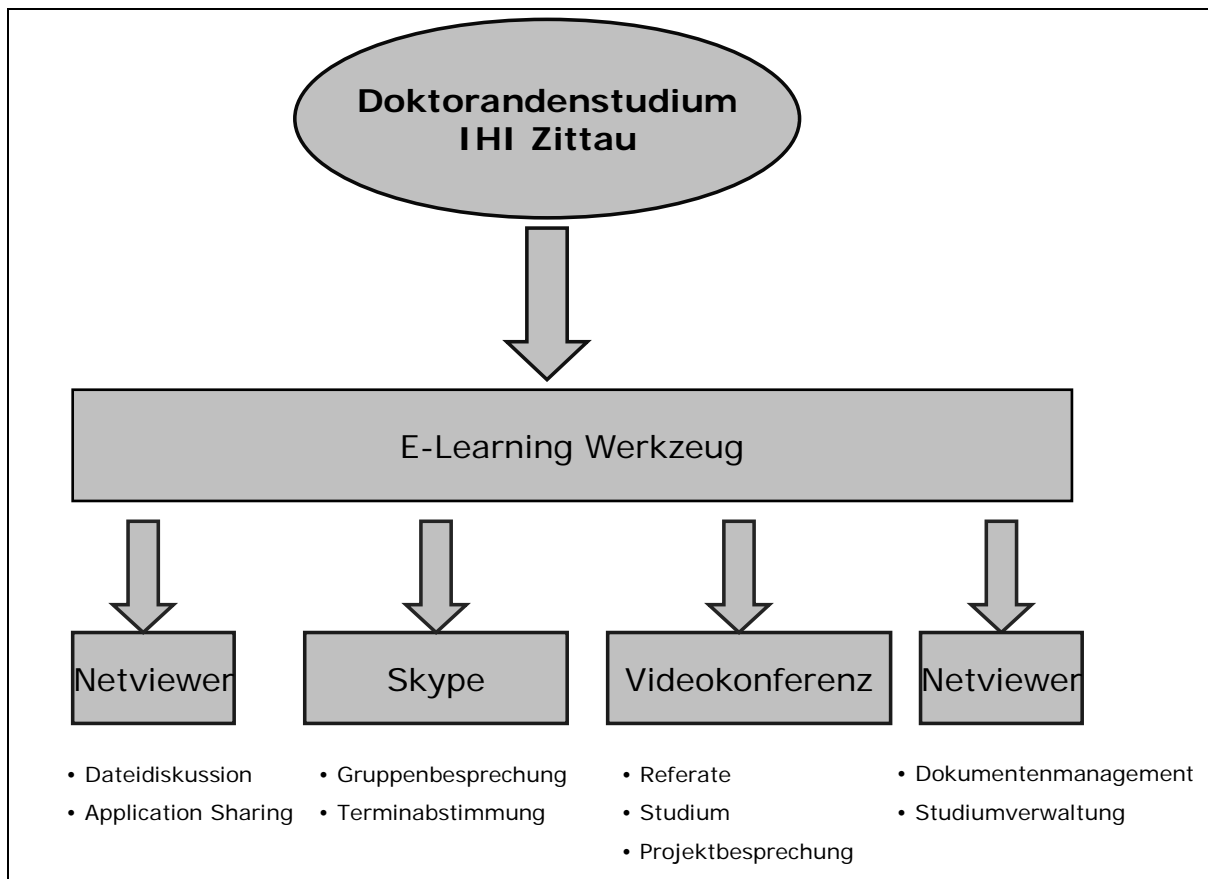 Doktorandenstudium
IHI Zittau
E-Learning Werkzeug
Netviewer
Skype
Videokonferenz
Netviewer
• Dateidiskussion
• Application Sharing
• Gruppenbesprechung
• Terminabstimmung
• Referate
• Studium
• Projektbesprechung
• Dokumentenmanagement
• Studiumverwaltung